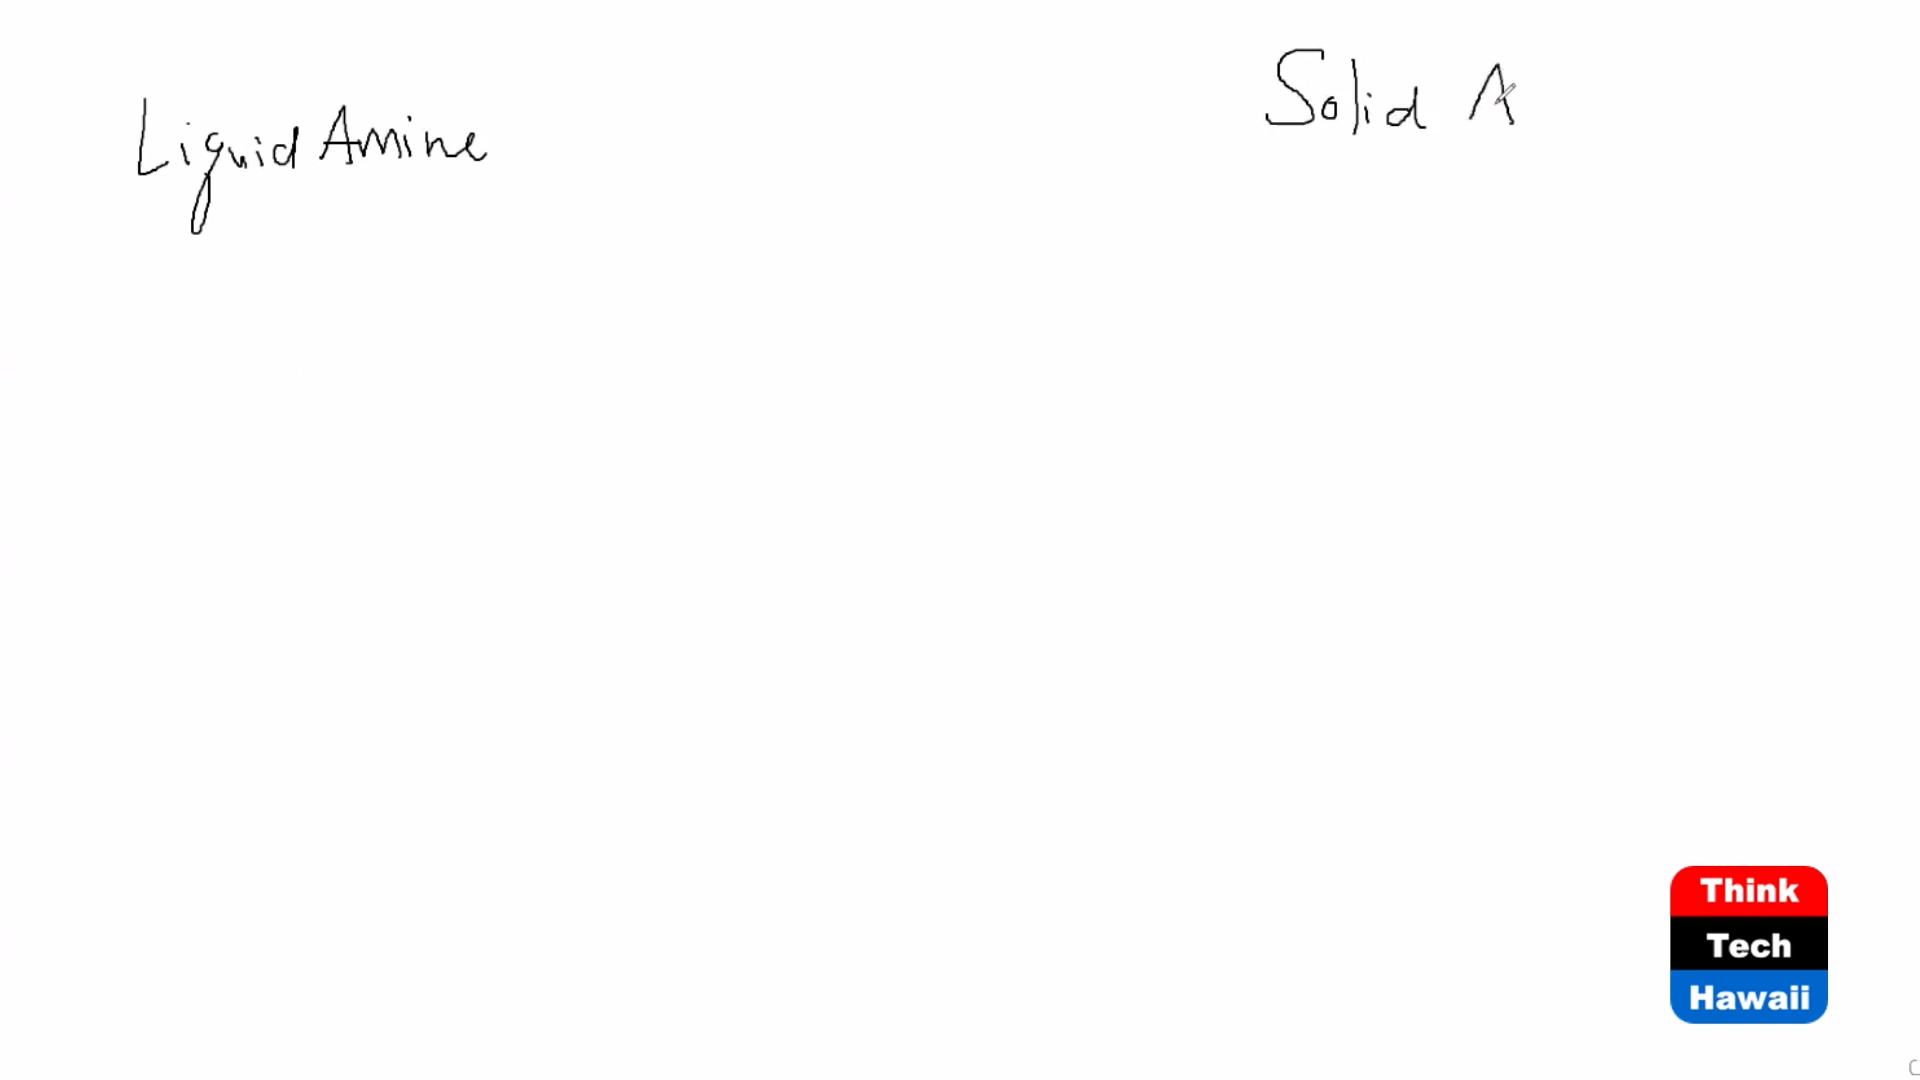 Liquid Amine
Solid A
Think
Tech
Hawaii